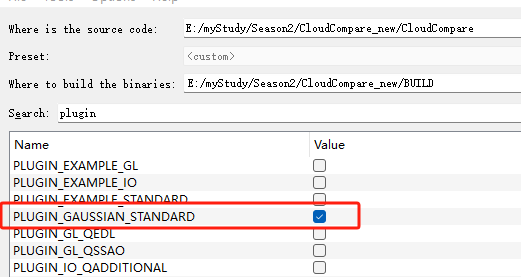 Where is the source code: E:/myStudy/Season2/CloudCompare_new/CloudCompare
Preset: <custom>
Where to build the binaries: E:/myStudy/Season2/CloudCompare_new/BUILD
Search: plugin
Name Value
PLUGIN_EXAMPLE_GL
PLUGIN_EXAMPLE_IO
PLUGIN_EXAMPLE_STANDARD
PLUGIN_GAUSSIAN_STANDARD
PLUGIN_GL_QEDL
PLUGIN_GL_QSSAO
PLUGIN_IO_QADDITIONAL